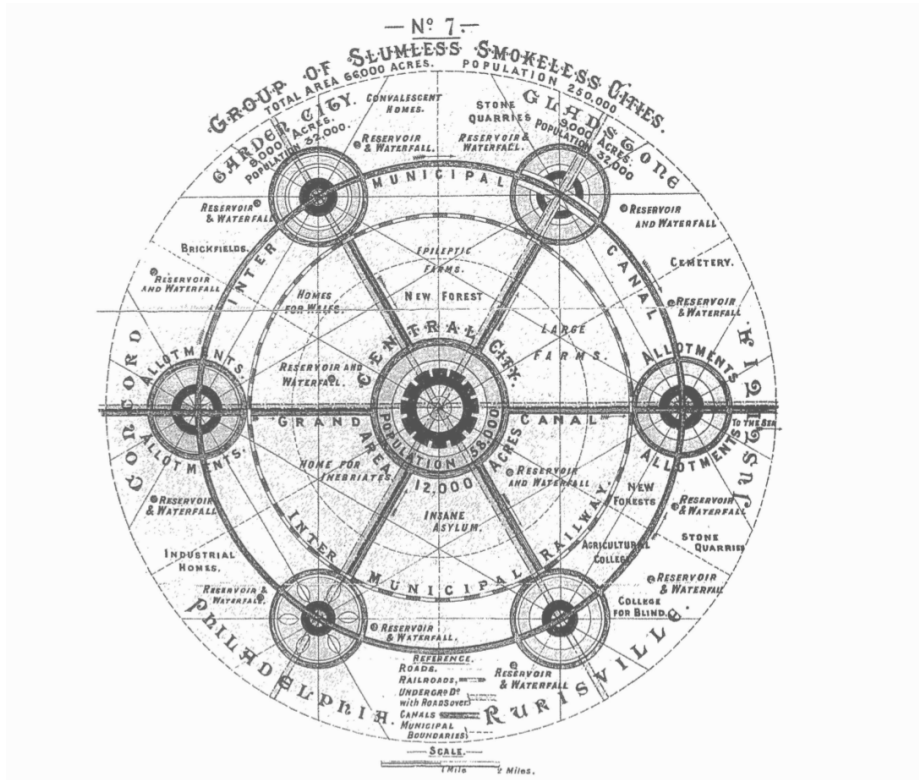 — Nº 7. —
GROUP OF SLUMLESS SMOKELESS CITIES.
TOTAL AREA 66,000 ACRES. POPULATION 250,000
GARDEN CITY.
9,000 ACRES.
POPULATION 32,000.
CONVALESCENT
HOMES.
STONE
QUARRIES
GLADSTONE
9,000 ACRES.
POPULATION
32,000
RESERVOIR
& WATERFALL.
RESERVOIR &
WATERFALL.
INTER MUNICIPAL CANAL
RESERVOIR
& WATERFALL
RESERVOIR
AND WATERFALL
BRICKFIELDS.
EPILEPTIC
FARMS.
CEMETERY.
RESERVOIR
AND WATERFALL
HOMES
FOR WAIFS.
NEW FOREST
RESERVOIR
& WATERFALL
CENTRAL CITY.
LARGE
FARMS.
CONCORD
ALLOTMENTS
RESERVOIR AND
WATERFALL.
ALLOTMENTS
GRAND CANAL
TO THE SEA
AREA 12,000 ACRES
POPULATION 58,000
ALLOTMENTS.
ALLOTMENTS
JUSTITIA.
HOME FOR
INEBRIATES.
RESERVOIR
AND WATERFALL
RESERVOIR
& WATERFALL
NEW
FORESTS
RESERVOIR
& WATERFALL
INSANE
ASYLUM.
INTER MUNICIPAL RAILWAY.
STONE
QUARRIES
INDUSTRIAL
HOMES.
AGRICULTURAL
COLLEGE
RESERVOIR &
WATERFALL.
RESERVOIR
& WATERFALL
COLLEGE
FOR BLIND.
RESERVOIR
& WATERFALL.
PHILADELPHIA.
RURISVILLE.
REFERENCE.
ROADS.
RAILROADS,
UNDERGRD Dº
with ROADS over
CANALS
MUNICIPAL
BOUNDARIES
RESERVOIR
& WATERFALL
SCALE.
1 Mile 2 Miles.